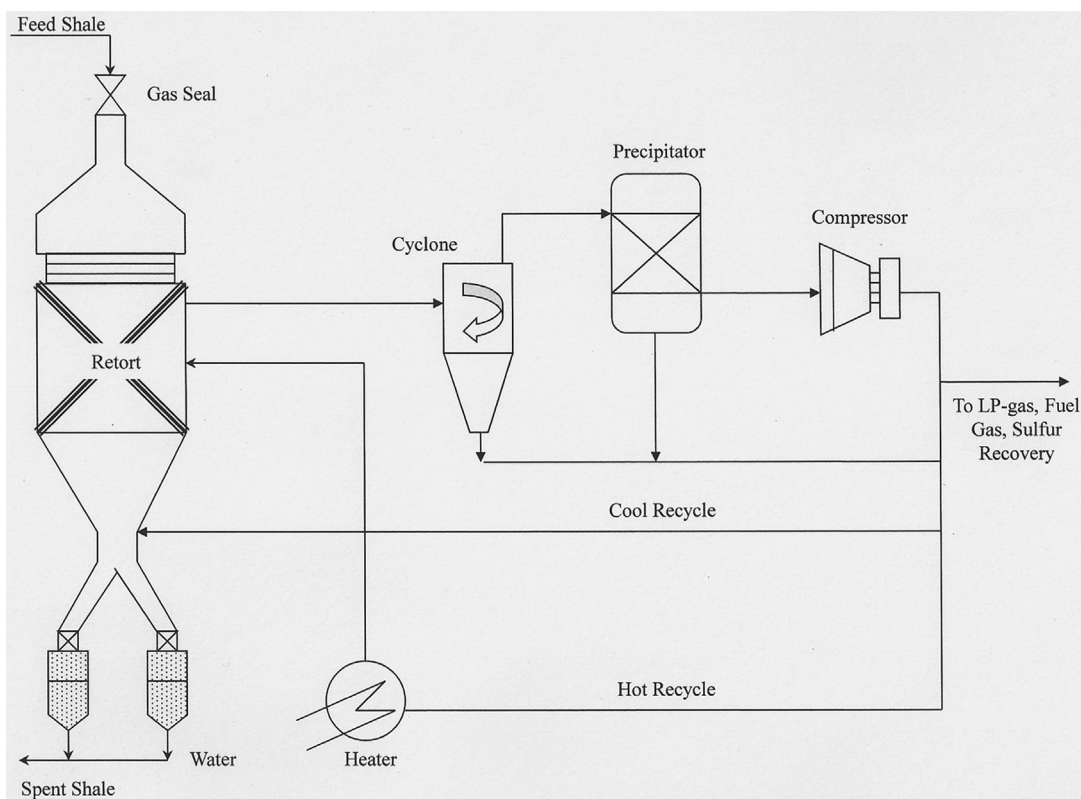 Feed Shale
Gas Seal
Precipitator
Compressor
Cyclone
Retort
To LP-gas, Fuel
Gas, Sulfur
Recovery
Cool Recycle
Hot Recycle
Water
Heater
Spent Shale